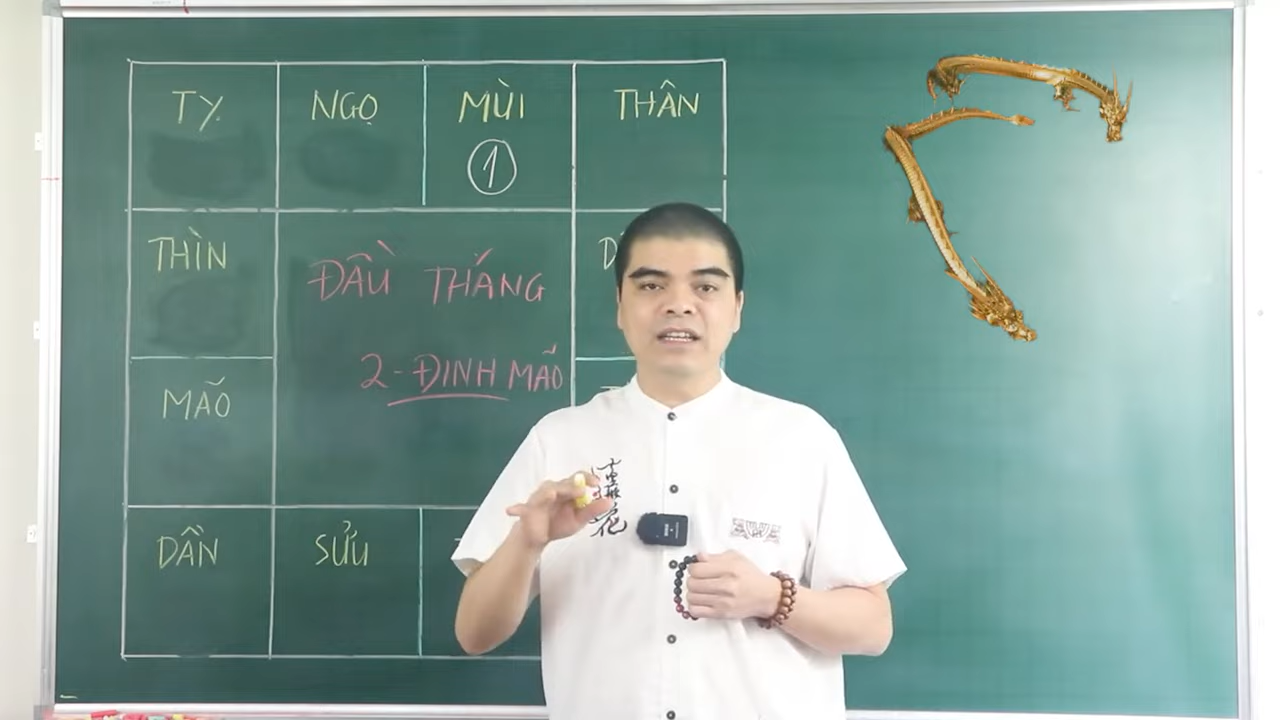 TỴ NGỌ MÙI THÂN
1
THÌN
ĐẦU THÁNG
2 - ĐINH MÃO
MÃO
DẦN SỬU